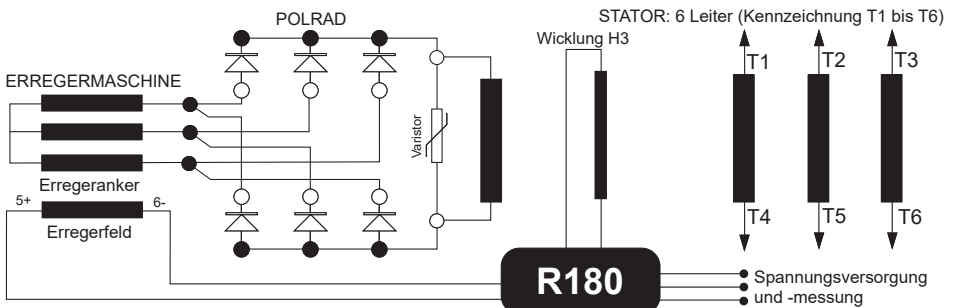 POLRAD
STATOR: 6 Leiter (Kennzeichnung T1 bis T6)
Wicklung H3
T1
T2
T3
ERREGERMASCHINE
Varistor
Erregeranker
5+
6-
Erregerfeld
T4
T5
T6
R180
Spannungsversorgung
und -messung